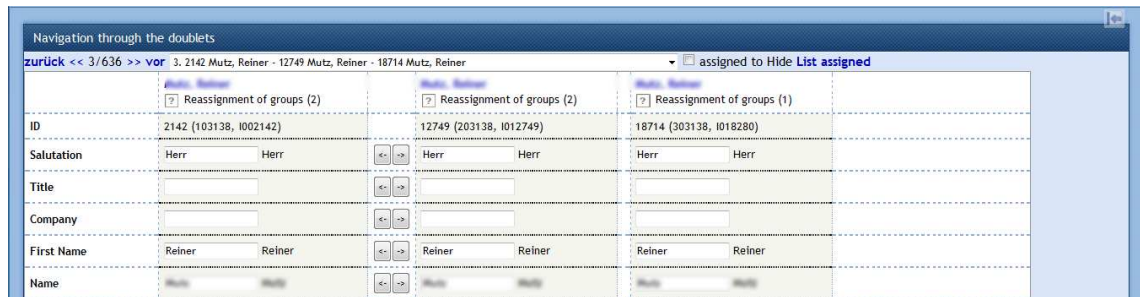 Navigation through the doublets
zurück << 3/636 >> vor 3. 2142 Mutz, Reiner - 12749 Mutz, Reiner - 18714 Mutz, Reiner assigned to Hide List assigned
? Reassignment of groups (2) ? Reassignment of groups (2) ? Reassignment of groups (1)
ID 2142 (103138, I002142) 12749 (203138, I012749) 18714 (303138, I018280)
Salutation Herr Herr <- -> Herr Herr Herr Herr
Title <- ->
Company <- ->
First Name Reiner Reiner <- -> Reiner Reiner Reiner Reiner
Name <- ->